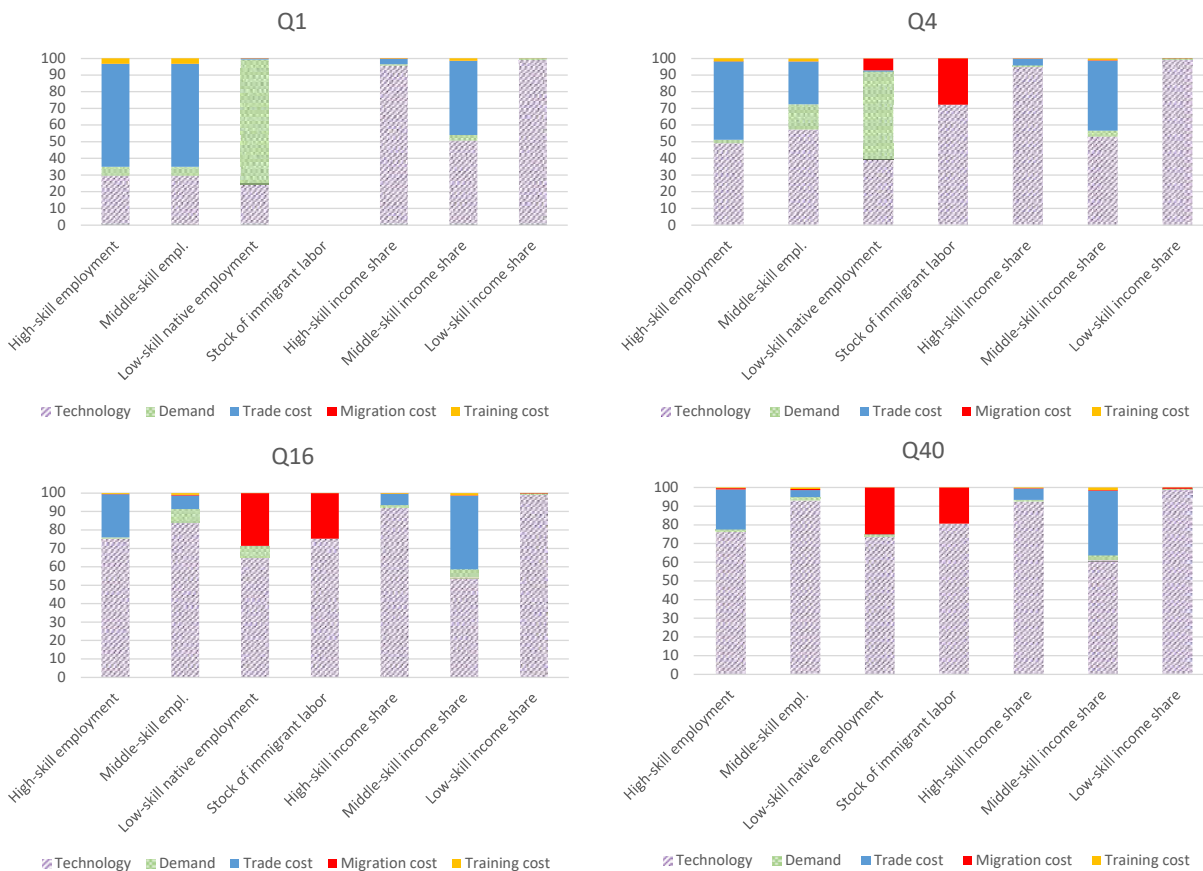 Q1
100
90
80
70
60
50
40
30
20
10
0
High-skill employment
Middle-skill empl.
Low-skill native employment
Stock of immigrant labor
High-skill income share
Middle-skill income share
Low-skill income share
Technology Demand Trade cost Migration cost Training cost
Q4
100
90
80
70
60
50
40
30
20
10
0
High-skill employment
Middle-skill empl.
Low-skill native employment
Stock of immigrant labor
High-skill income share
Middle-skill income share
Low-skill income share
Technology Demand Trade cost Migration cost Training cost
Q16
100
90
80
70
60
50
40
30
20
10
0
High-skill employment
Middle-skill empl.
Low-skill native employment
Stock of immigrant labor
High-skill income share
Middle-skill income share
Low-skill income share
Technology Demand Trade cost Migration cost Training cost
Q40
100
90
80
70
60
50
40
30
20
10
0
High-skill employment
Middle-skill empl.
Low-skill native employment
Stock of immigrant labor
High-skill income share
Middle-skill income share
Low-skill income share
Technology Demand Trade cost Migration cost Training cost